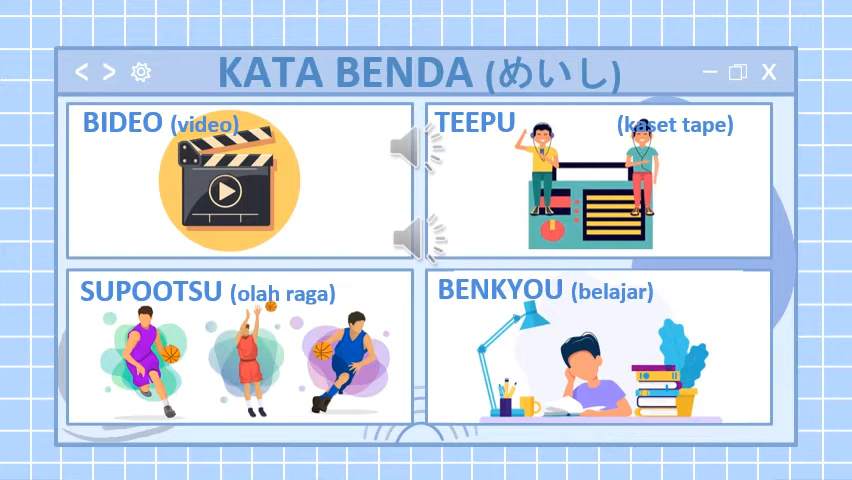 KATA BENDA (めいし)
BIDEO (video)
TEEPU (kaset tape)
SUPOOTSU (olah raga)
BENKYOU (belajar)